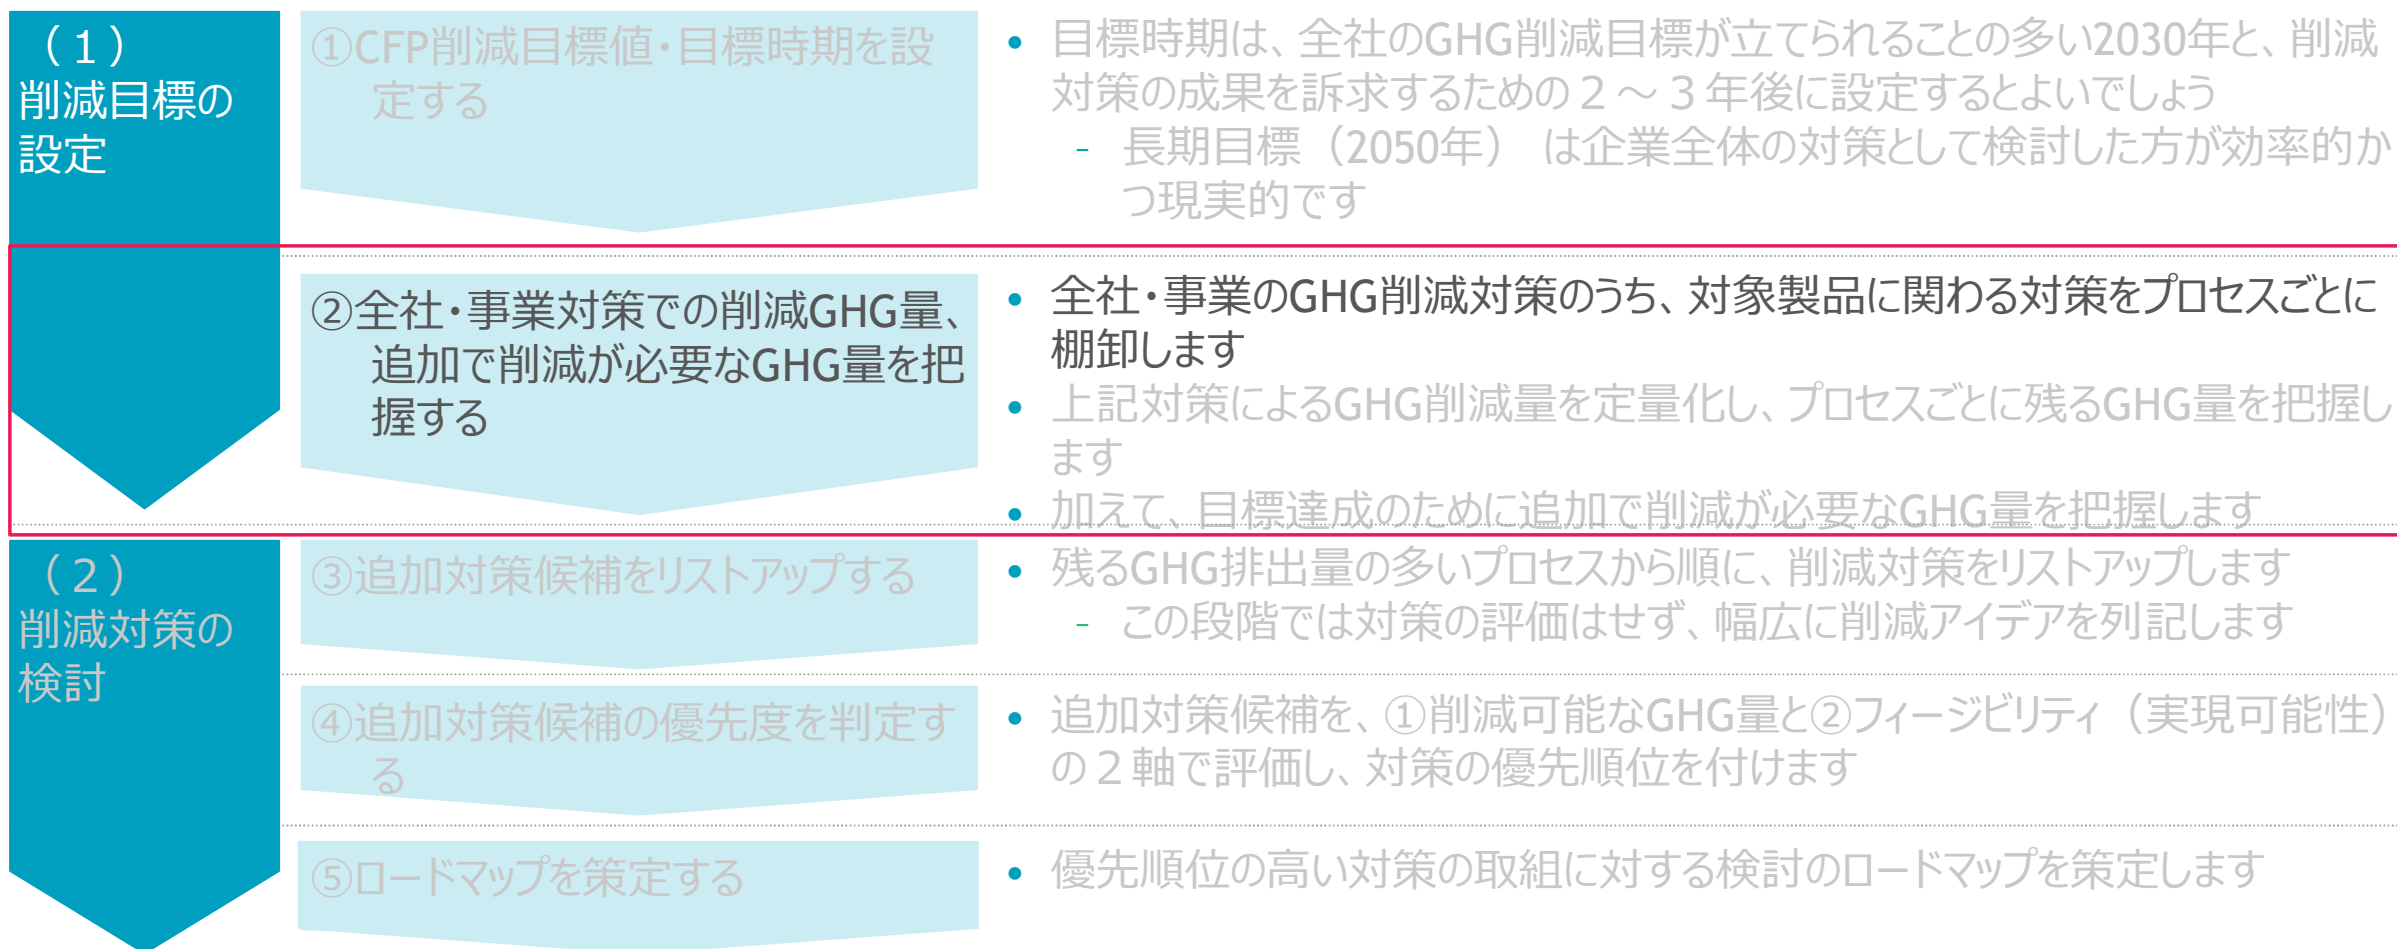 （１）
削減目標の
設定
①CFP削減目標値・目標時期を設
定する
• 目標時期は、全社のGHG削減目標が立てられることの多い2030年と、削減
対策の成果を訴求するための２～３年後に設定するとよいでしょう
- 長期目標（2050年） は企業全体の対策として検討した方が効率的か
つ現実的です
②全社・事業対策での削減GHG量、
追加で削減が必要なGHG量を把
握する
• 全社・事業のGHG削減対策のうち、対象製品に関わる対策をプロセスごとに
棚卸します
• 上記対策によるGHG削減量を定量化し、プロセスごとに残るGHG量を把握し
ます
• 加えて、目標達成のために追加で削減が必要なGHG量を把握します
（２）
削減対策の
検討
③追加対策候補をリストアップする
• 残るGHG排出量の多いプロセスから順に、削減対策をリストアップします
- この段階では対策の評価はせず、幅広に削減アイデアを列記します
④追加対策候補の優先度を判定す
る
• 追加対策候補を、①削減可能なGHG量と②フィージビリティ（実現可能性）
の２軸で評価し、対策の優先順位を付けます
⑤ロードマップを策定する
• 優先順位の高い対策の取組に対する検討のロードマップを策定します